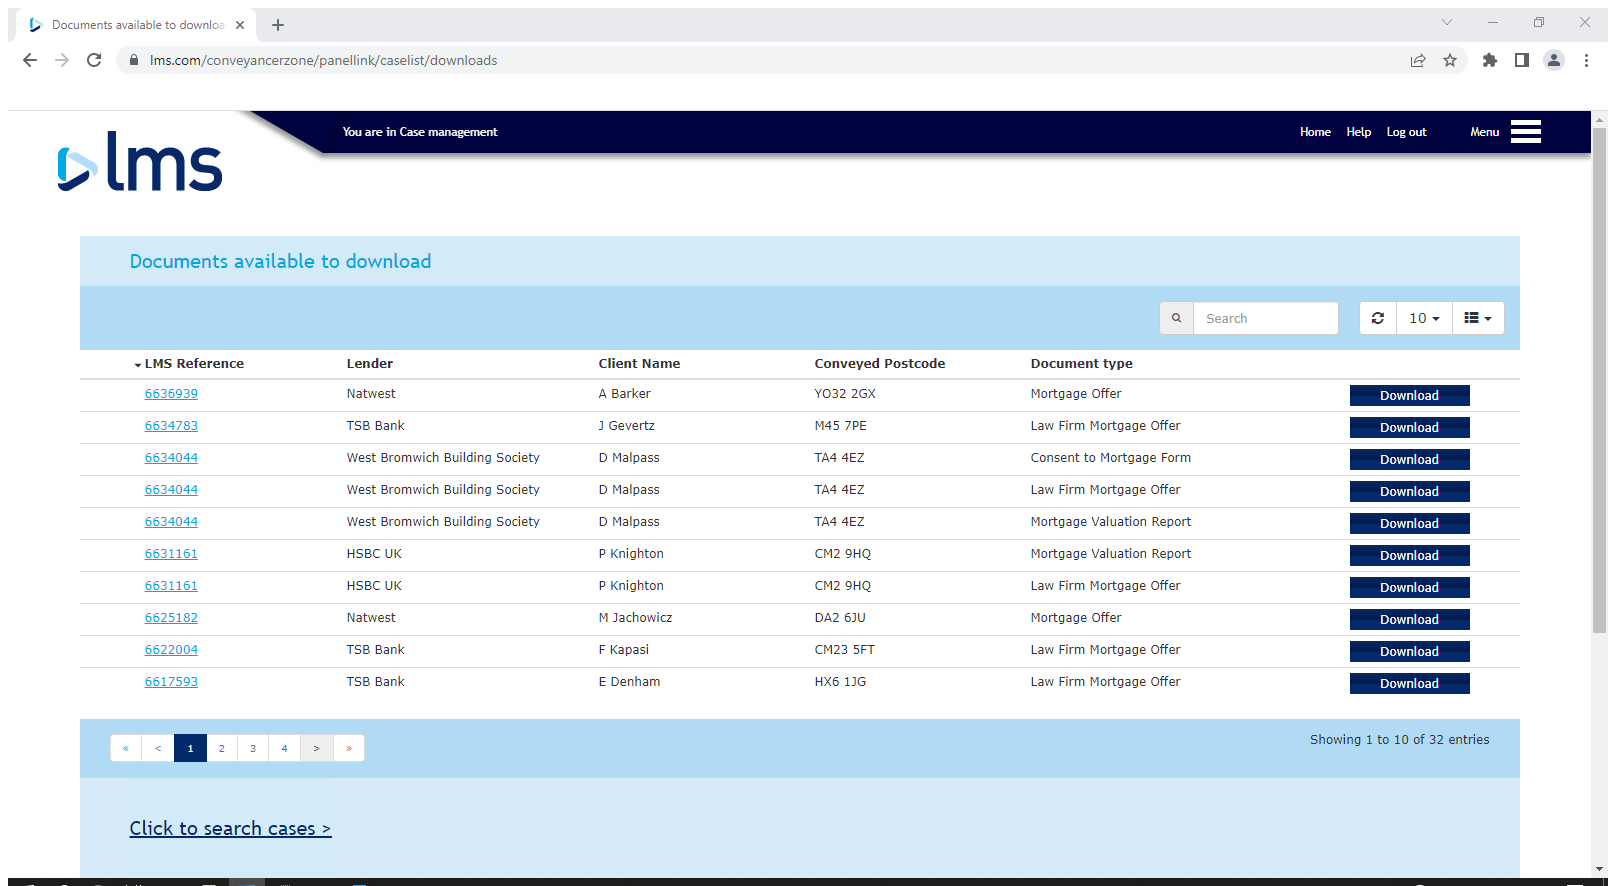 Documents available to downloa
lms.com/conveyancerzone/panellink/caselist/downloads
You are in Case management Home Help Log out Menu
lms
Documents available to download
Search 10
LMS Reference Lender Client Name Conveyed Postcode Document type
6636939 Natwest A Barker YO32 2GX Mortgage Offer Download
6634783 TSB Bank J Gevertz M45 7PE Law Firm Mortgage Offer Download
6634044 West Bromwich Building Society D Malpass TA4 4EZ Consent to Mortgage Form Download
6634044 West Bromwich Building Society D Malpass TA4 4EZ Law Firm Mortgage Offer Download
6634044 West Bromwich Building Society D Malpass TA4 4EZ Mortgage Valuation Report Download
6631161 HSBC UK P Knighton CM2 9HQ Mortgage Valuation Report Download
6631161 HSBC UK P Knighton CM2 9HQ Law Firm Mortgage Offer Download
6625182 Natwest M Jachowicz DA2 6JU Mortgage Offer Download
6622004 TSB Bank F Kapasi CM23 5FT Law Firm Mortgage Offer Download
6617593 TSB Bank E Denham HX6 1JG Law Firm Mortgage Offer Download
« < 1 2 3 4 > » Showing 1 to 10 of 32 entries
Click to search cases >